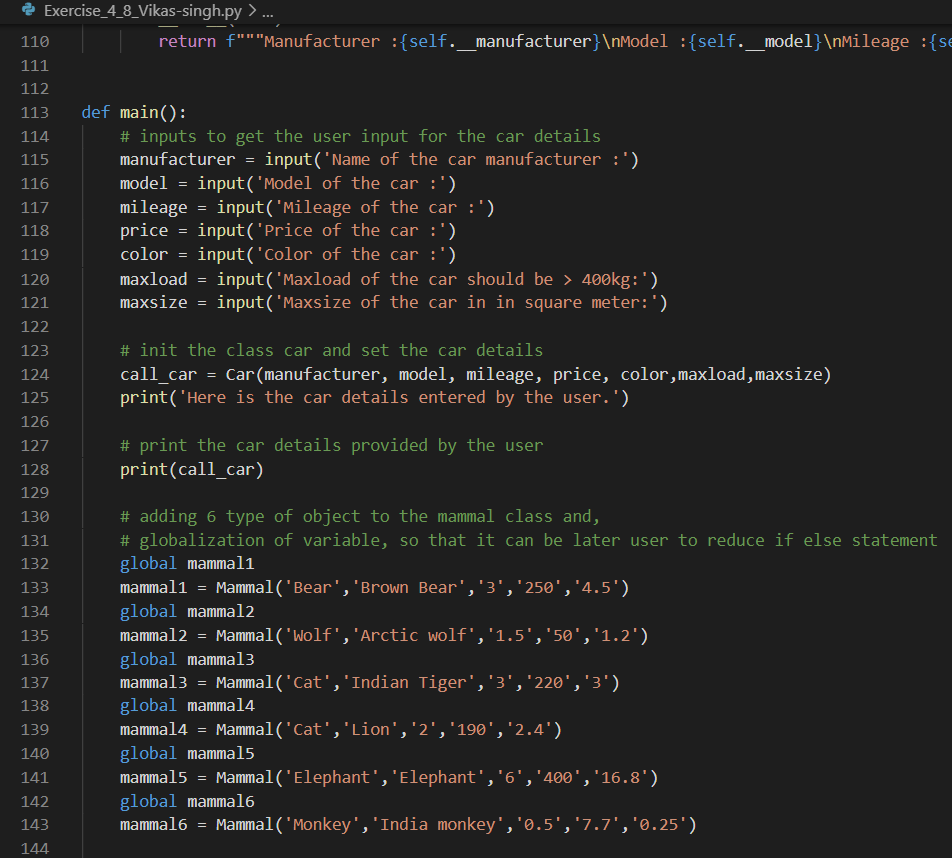 Exercise_4_8_Vikas-singh.py > ...
110 return f"""Manufacturer :{self.__manufacturer}\nModel :{self.__model}\nMileage :{se
111
112
113 def main():
114 # inputs to get the user input for the car details
115 manufacturer = input('Name of the car manufacturer :')
116 model = input('Model of the car :')
117 mileage = input('Mileage of the car :')
118 price = input('Price of the car :')
119 color = input('Color of the car :')
120 maxload = input('Maxload of the car should be > 400kg:')
121 maxsize = input('Maxsize of the car in in square meter:')
122
123 # init the class car and set the car details
124 call_car = Car(manufacturer, model, mileage, price, color,maxload,maxsize)
125 print('Here is the car details entered by the user.')
126
127 # print the car details provided by the user
128 print(call_car)
129
130 # adding 6 type of object to the mammal class and,
131 # globalization of variable, so that it can be later user to reduce if else statement
132 global mammal1
133 mammal1 = Mammal('Bear','Brown Bear','3','250','4.5')
134 global mammal2
135 mammal2 = Mammal('Wolf','Arctic wolf','1.5','50','1.2')
136 global mammal3
137 mammal3 = Mammal('Cat','Indian Tiger','3','220','3')
138 global mammal4
139 mammal4 = Mammal('Cat','Lion','2','190','2.4')
140 global mammal5
141 mammal5 = Mammal('Elephant','Elephant','6','400','16.8')
142 global mammal6
143 mammal6 = Mammal('Monkey','India monkey','0.5','7.7','0.25')
144